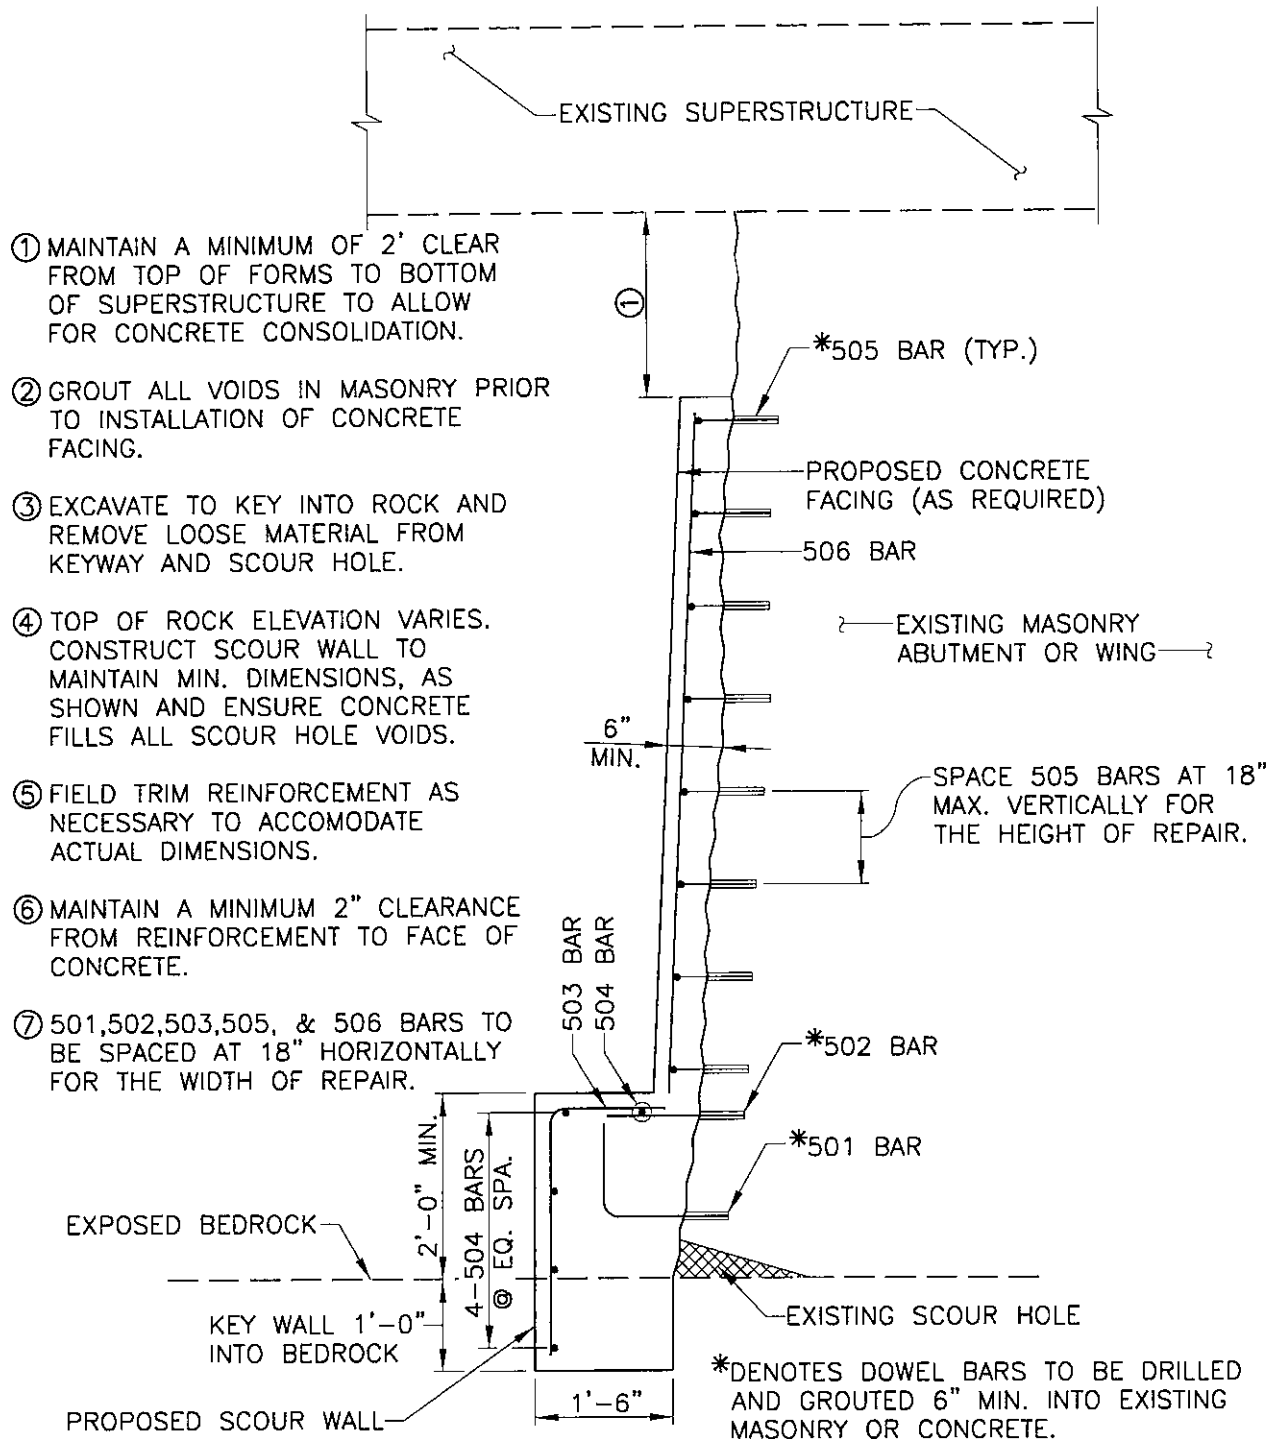 EXISTING SUPERSTRUCTURE
① MAINTAIN A MINIMUM OF 2' CLEAR
FROM TOP OF FORMS TO BOTTOM
OF SUPERSTRUCTURE TO ALLOW
FOR CONCRETE CONSOLIDATION.
② GROUT ALL VOIDS IN MASONRY PRIOR
TO INSTALLATION OF CONCRETE
FACING.
③ EXCAVATE TO KEY INTO ROCK AND
REMOVE LOOSE MATERIAL FROM
KEYWAY AND SCOUR HOLE.
④ TOP OF ROCK ELEVATION VARIES.
CONSTRUCT SCOUR WALL TO
MAINTAIN MIN. DIMENSIONS, AS
SHOWN AND ENSURE CONCRETE
FILLS ALL SCOUR HOLE VOIDS.
⑤ FIELD TRIM REINFORCEMENT AS
NECESSARY TO ACCOMODATE
ACTUAL DIMENSIONS.
⑥ MAINTAIN A MINIMUM 2" CLEARANCE
FROM REINFORCEMENT TO FACE OF
CONCRETE.
⑦ 501,502,503,505, & 506 BARS TO
BE SPACED AT 18" HORIZONTALLY
FOR THE WIDTH OF REPAIR.
①
*505 BAR (TYP.)
PROPOSED CONCRETE
FACING (AS REQUIRED)
506 BAR
EXISTING MASONRY
ABUTMENT OR WING
6"
MIN.
SPACE 505 BARS AT 18"
MAX. VERTICALLY FOR
THE HEIGHT OF REPAIR.
503 BAR
504 BAR
*502 BAR
*501 BAR
2'-0" MIN.
4-504 BARS
@ EQ. SPA.
EXPOSED BEDROCK
KEY WALL 1'-0"
INTO BEDROCK
EXISTING SCOUR HOLE
PROPOSED SCOUR WALL
1'-6"
*DENOTES DOWEL BARS TO BE DRILLED
AND GROUTED 6" MIN. INTO EXISTING
MASONRY OR CONCRETE.